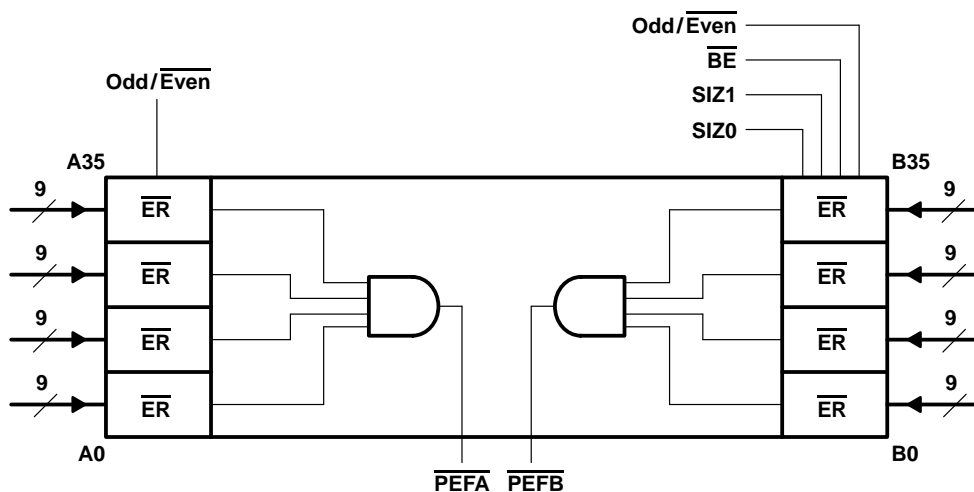 Odd/Even
BE
Odd/Even
SIZ1
SIZ0
A35
B35
9
ER
ER
9
9
ER
ER
9
9
ER
ER
9
9
ER
ER
9
A0
B0
PEFA
PEFB